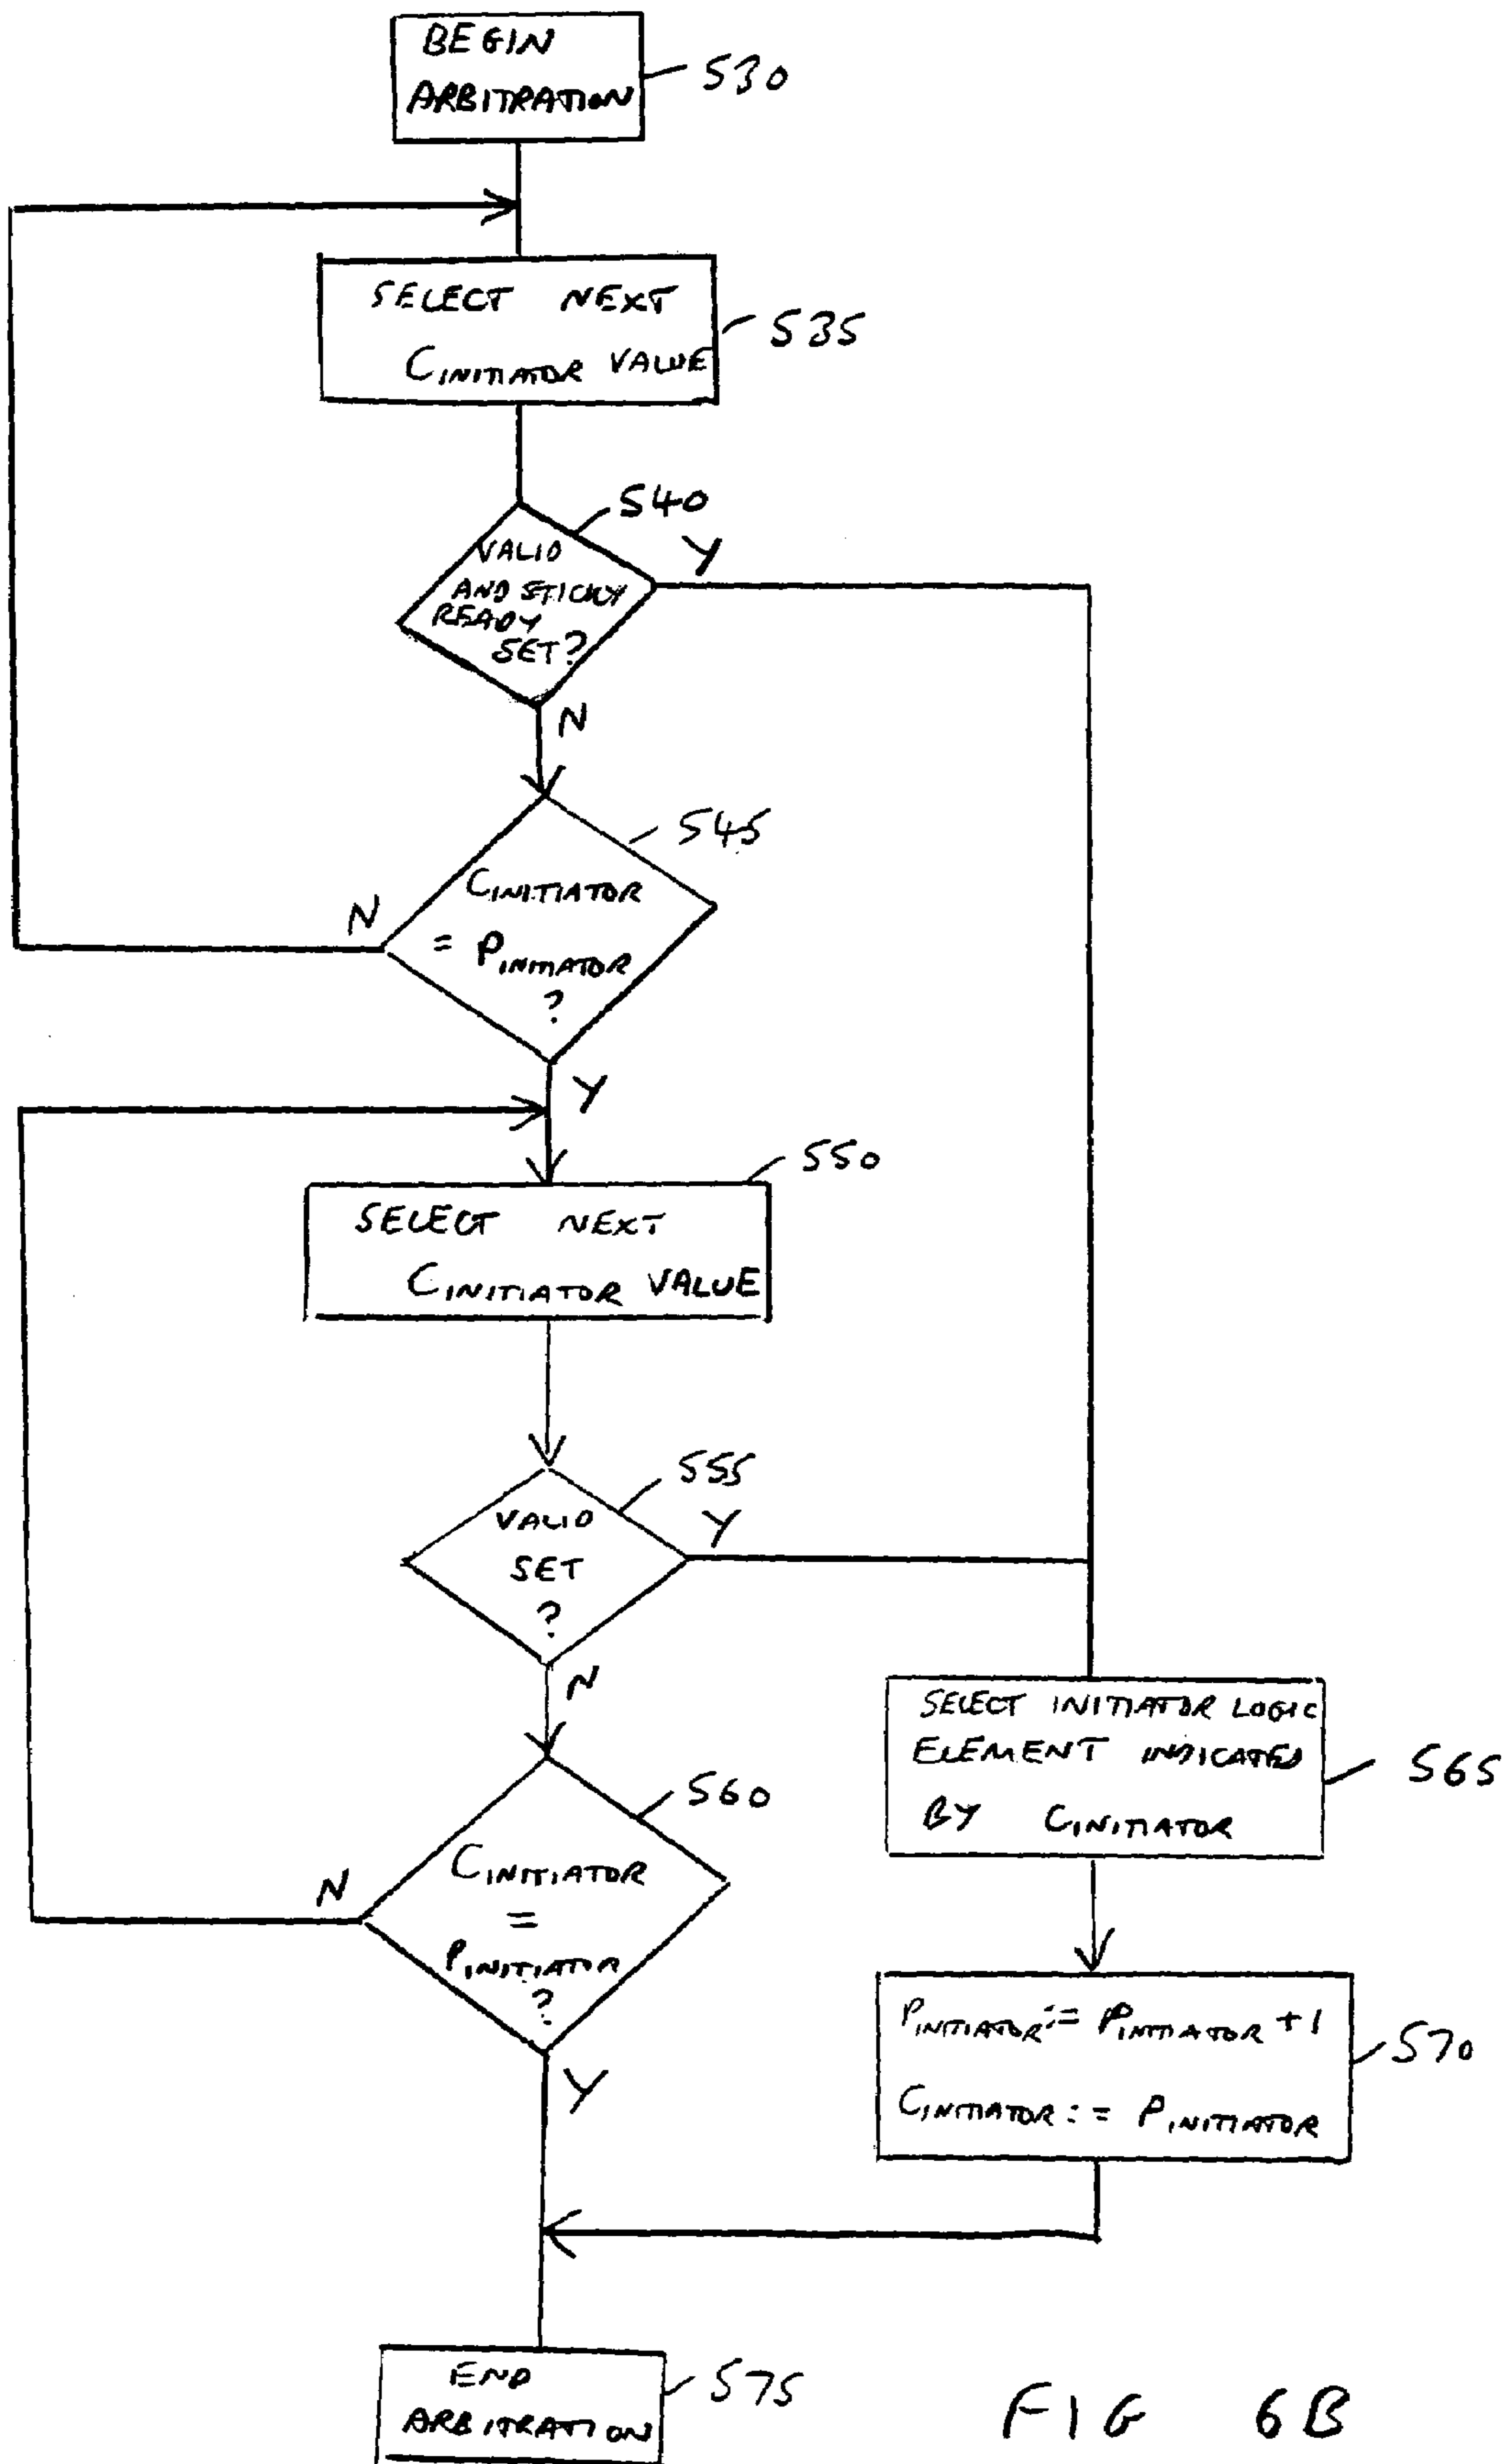 BEGIN
ARBITRATION
530
SELECT NEXT
CINITIATOR VALUE
535
540
VALID
AND STICKY
READY
SET?
Y
N
545
CINITIATOR
= PINITIATOR
?
N
Y
550
SELECT NEXT
CINITIATOR VALUE
555
VALID
SET
?
Y
N
560
CINITIATOR
=
PINITIATOR
?
N
Y
SELECT INITIATOR LOGIC
ELEMENT INDICATED
BY CINITIATOR
565
PINITIATOR := PINITIATOR +1
CINITIATOR := PINITIATOR
570
END
ARBITRATION
575
FIG 6B